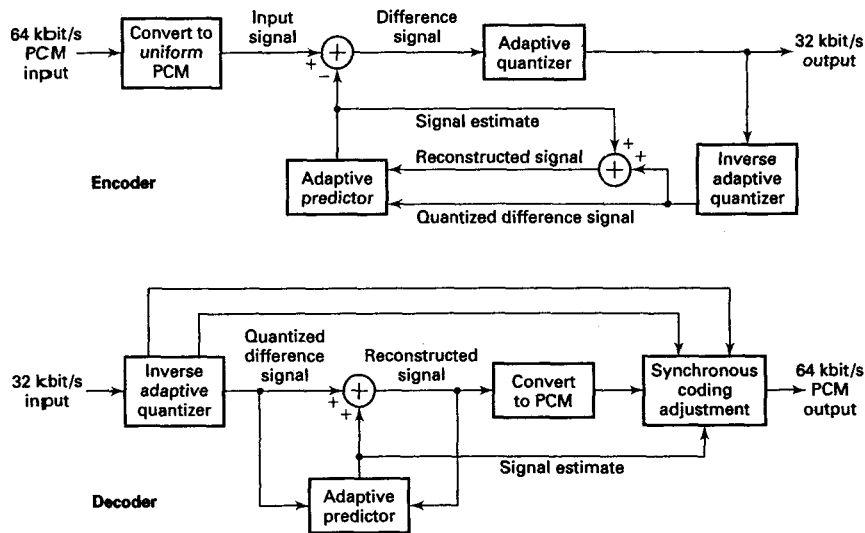 64 kbit/s
PCM
input
Convert to
uniform
PCM
Input
signal
+
−
+
Difference
signal
Adaptive
quantizer
32 kbit/s
output
Signal estimate
Reconstructed signal
+
+
+
Inverse
adaptive
quantizer
Adaptive
predictor
Quantized difference signal
Encoder
32 kbit/s
input
Inverse
adaptive
quantizer
Quantized
difference
signal
+
+
+
Reconstructed
signal
Convert
to PCM
Synchronous
coding
adjustment
64 kbit/s
PCM
output
Signal estimate
Adaptive
predictor
Decoder